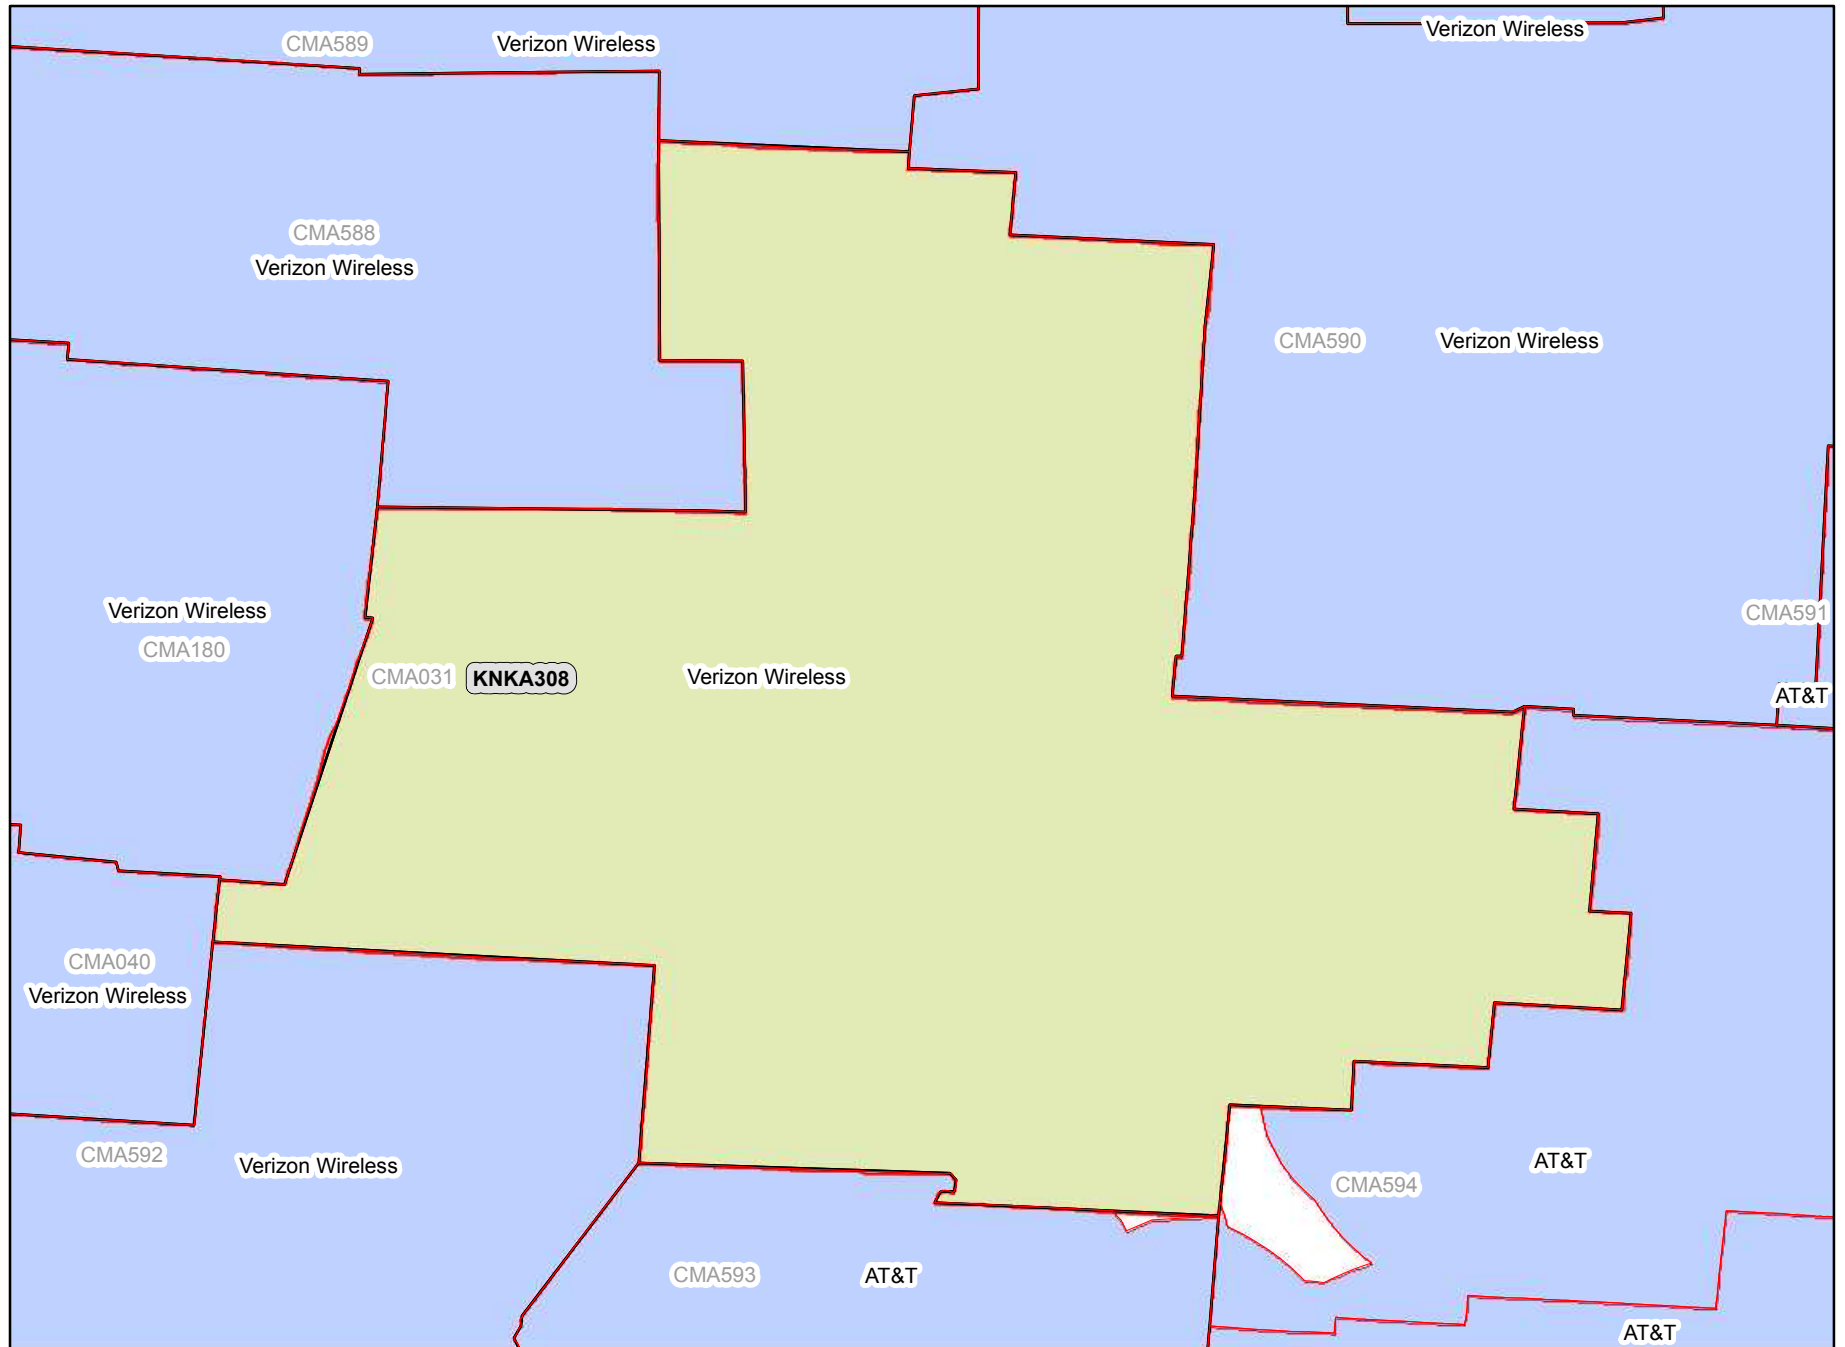 CMA589
Verizon Wireless
Verizon Wireless
CMA588
Verizon Wireless
CMA590
Verizon Wireless
Verizon Wireless
CMA180
CMA591
CMA031
KNKA308
Verizon Wireless
AT&T
CMA040
Verizon Wireless
CMA592
Verizon Wireless
AT&T
CMA594
CMA593
AT&T
AT&T